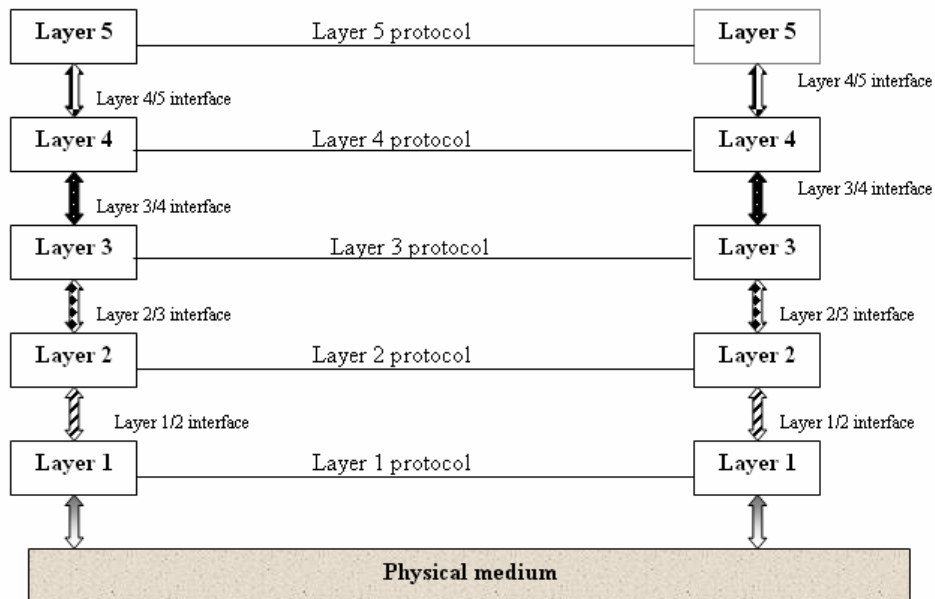 Layer 5
Layer 5 protocol
Layer 5
Layer 4/5 interface
Layer 4/5 interface
Layer 4
Layer 4 protocol
Layer 4
Layer 3/4 interface
Layer 3/4 interface
Layer 3
Layer 3 protocol
Layer 3
Layer 2/3 interface
Layer 2/3 interface
Layer 2
Layer 2 protocol
Layer 2
Layer 1/2 interface
Layer 1/2 interface
Layer 1
Layer 1 protocol
Layer 1
Physical medium